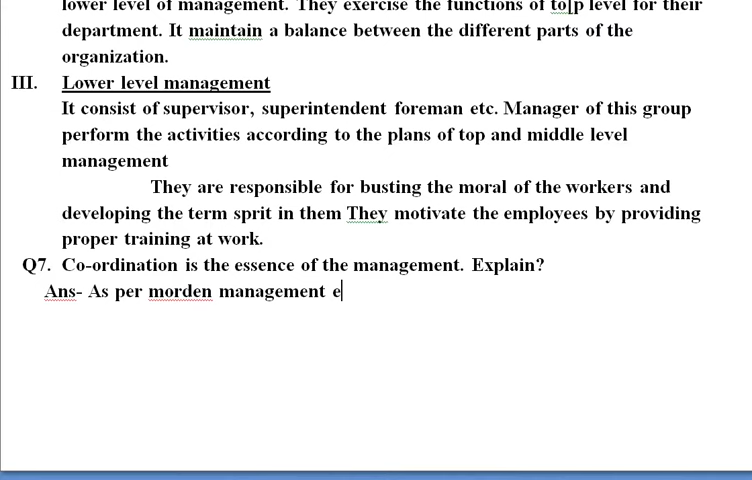 lower level of management. They exercise the functions of to[p level for their
department. It maintain a balance between the different parts of the
organization.
III. Lower level management
It consist of supervisor, superintendent foreman etc. Manager of this group
perform the activities according to the plans of top and middle level
management
They are responsible for busting the moral of the workers and
developing the term sprit in them They motivate the employees by providing
proper training at work.
Q7. Co-ordination is the essence of the management. Explain?
Ans- As per morden management e